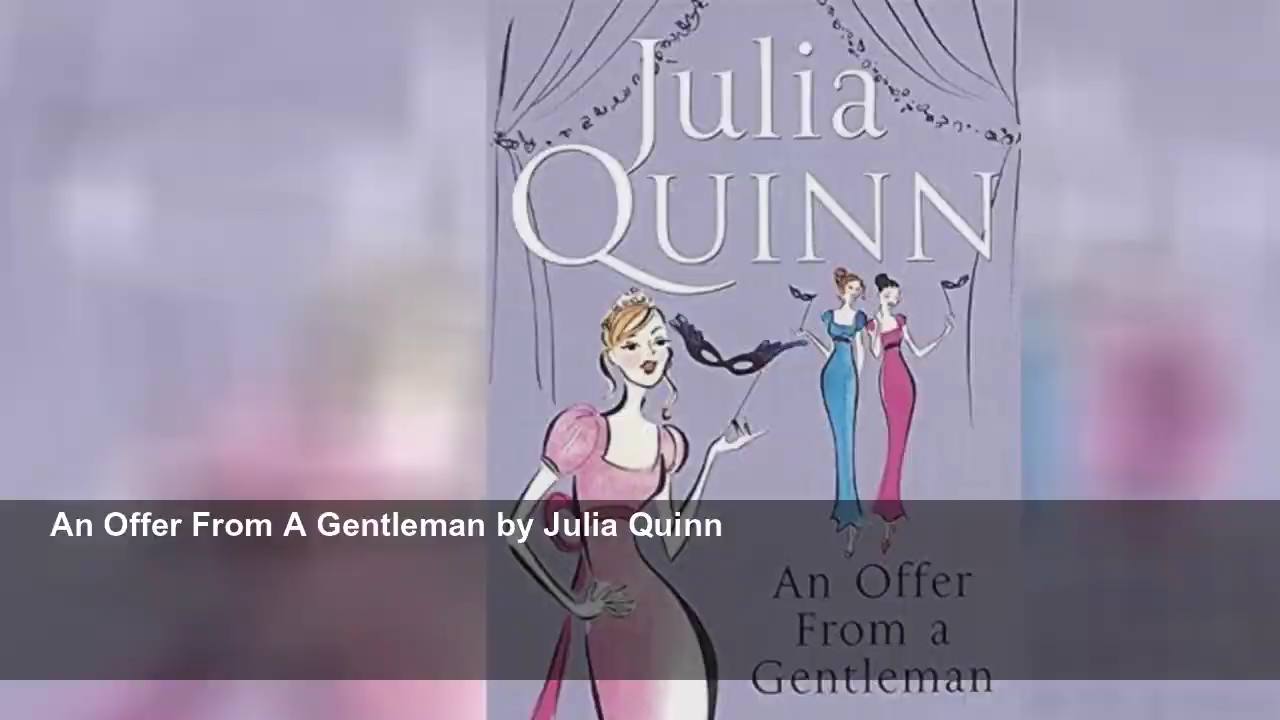 Julia
QUINN
An Offer From A Gentleman by Julia Quinn
An Offer
From a
Gentleman